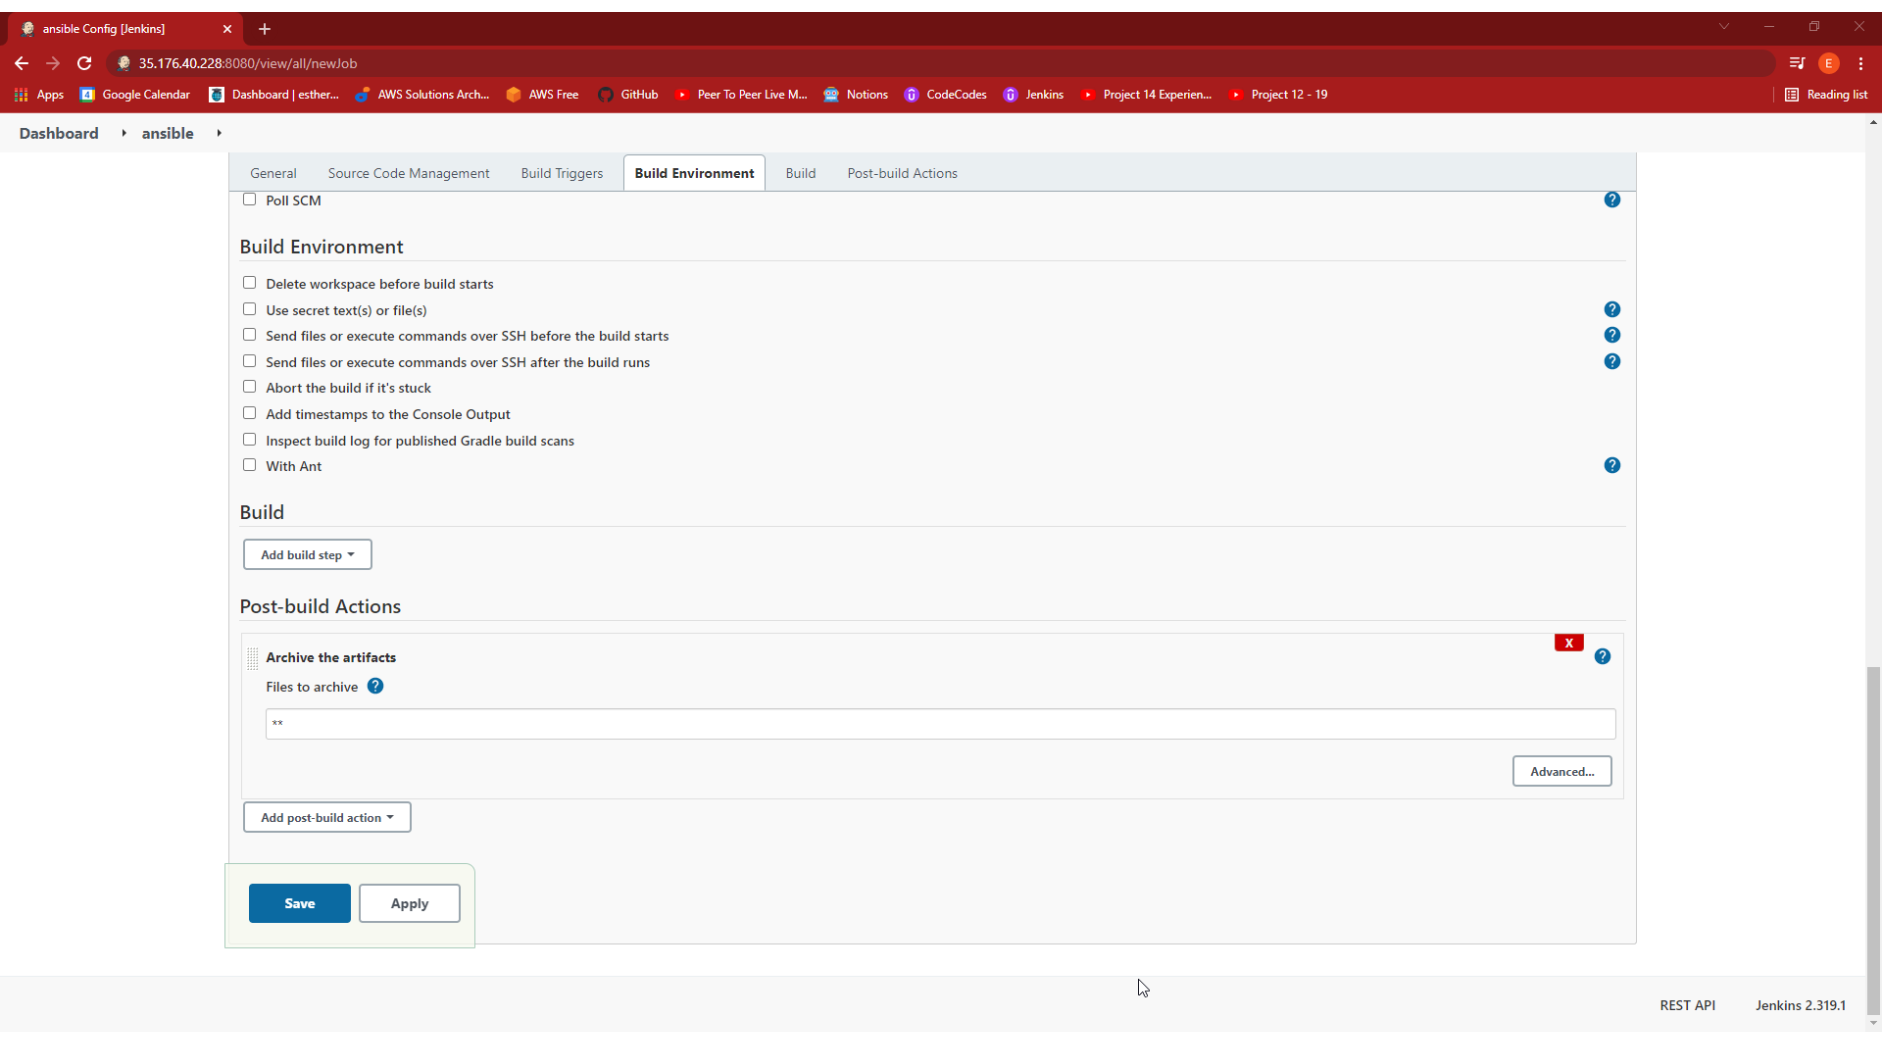 ansible Config [Jenkins]
35.176.40.228:8080/view/all/newJob
E
Apps
4
Google Calendar
Dashboard | esther...
AWS Solutions Arch...
AWS Free
GitHub
Peer To Peer Live M...
Notions
CodeCodes
Jenkins
Project 14 Experien...
Project 12 - 19
Reading list
Dashboard
ansible
General
Source Code Management
Build Triggers
Build Environment
Build
Post-build Actions
Poll SCM
?
Build Environment
Delete workspace before build starts
Use secret text(s) or file(s)
?
Send files or execute commands over SSH before the build starts
?
Send files or execute commands over SSH after the build runs
?
Abort the build if it's stuck
Add timestamps to the Console Output
Inspect build log for published Gradle build scans
With Ant
?
Build
Add build step
Post-build Actions
X
Archive the artifacts
?
Files to archive ?
**
Advanced...
Add post-build action
Save
Apply
REST API
Jenkins 2.319.1